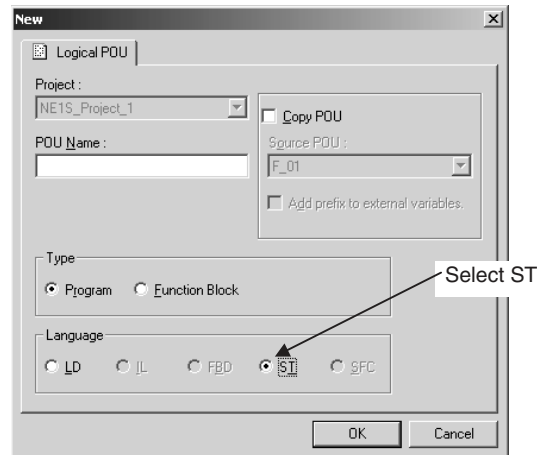 New
Logical POU
Project :
NE1S_Project_1
POU Name :
Copy POU
Source POU :
F_01
Add prefix to external variables.
Type
Program
Function Block
Select ST
Language
LD
IL
FBD
ST
SFC
OK
Cancel